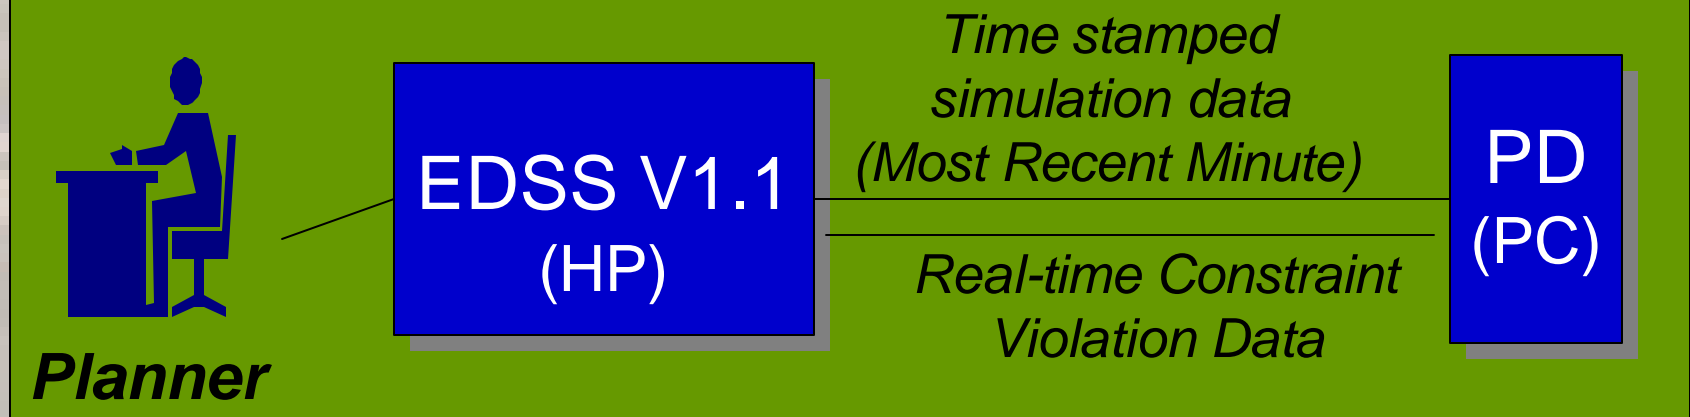 Time stamped
simulation data
(Most Recent Minute)
EDSS V1.1
(HP)
PD
(PC)
Real-time Constraint
Violation Data
Planner